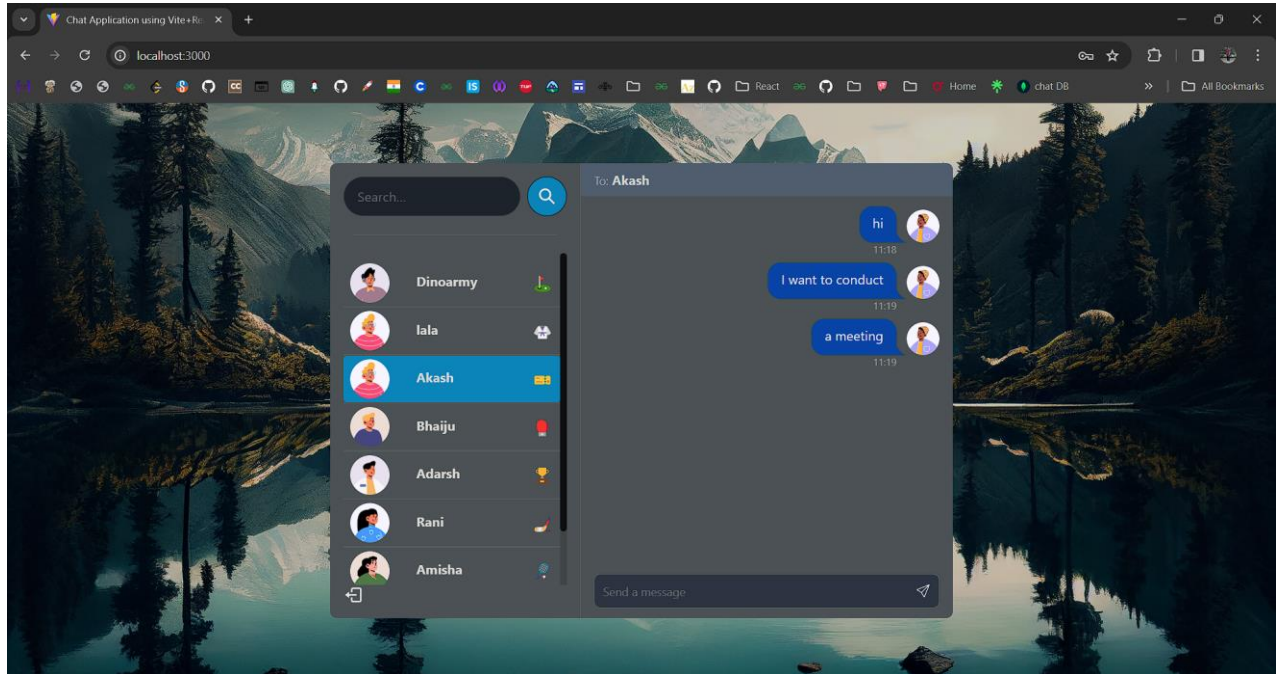 Chat Application using Vite+Re
localhost:3000
React
Home
chat DB
All Bookmarks
Search...
Dinoarmy
lala
Akash
Bhaiju
Adarsh
Rani
Amisha
To: Akash
hi
11:18
I want to conduct
11:19
a meeting
11:19
Send a message